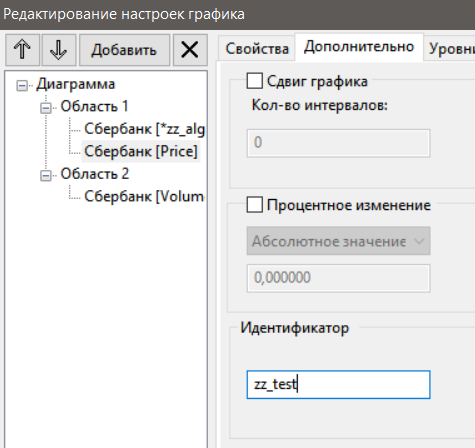 Редактирование настроек графика
Добавить
Диаграмма
Область 1
Сбербанк [*zz_alg
Сбербанк [Price]
Область 2
Сбербанк [Volum
Свойства
Дополнительно
Уровни
Сдвиг графика
Кол-во интервалов:
0
Процентное изменение
Абсолютное значение
0,000000
Идентификатор
zz_test